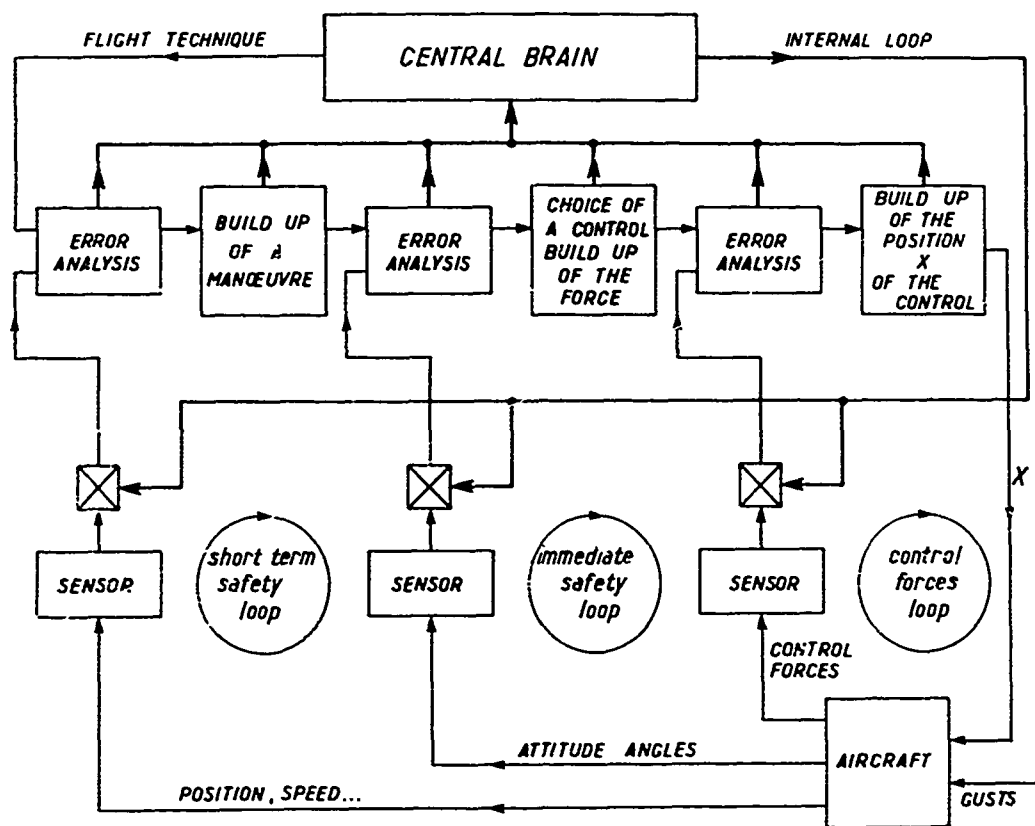 FLIGHT TECHNIQUE
CENTRAL BRAIN
INTERNAL LOOP
ERROR
ANALYSIS
BUILD UP
OF A
MANŒUVRE
ERROR
ANALYSIS
CHOICE OF
A CONTROL
BUILD UP
OF THE
FORCE
ERROR
ANALYSIS
BUILD UP
OF THE
POSITION
X
OF THE
CONTROL
X
SENSOR.
short term
safety
loop
SENSOR
immediate
safety
loop
SENSOR
control
forces
loop
CONTROL
FORCES
ATTITUDE ANGLES
AIRCRAFT
POSITION, SPEED...
GUSTS